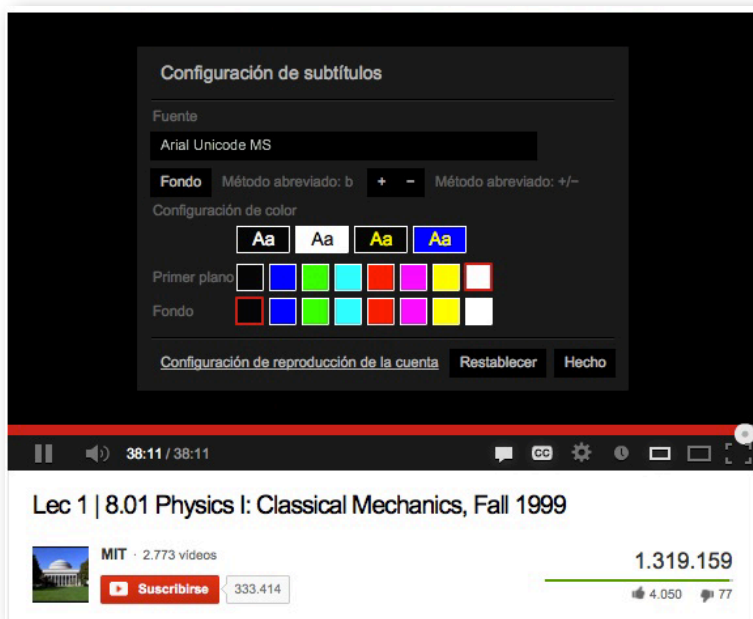 Configuración de subtítulos
Fuente
Arial Unicode MS
Fondo Método abreviado: b + − Método abreviado: +/−
Configuración de color
Aa Aa Aa Aa
Primer plano
Fondo
Configuración de reproducción de la cuenta Restablecer Hecho
38:11 / 38:11 CC
Lec 1 | 8.01 Physics I: Classical Mechanics, Fall 1999
MIT · 2.773 vídeos 1.319.159
Suscribirse 333.414 4.050 77